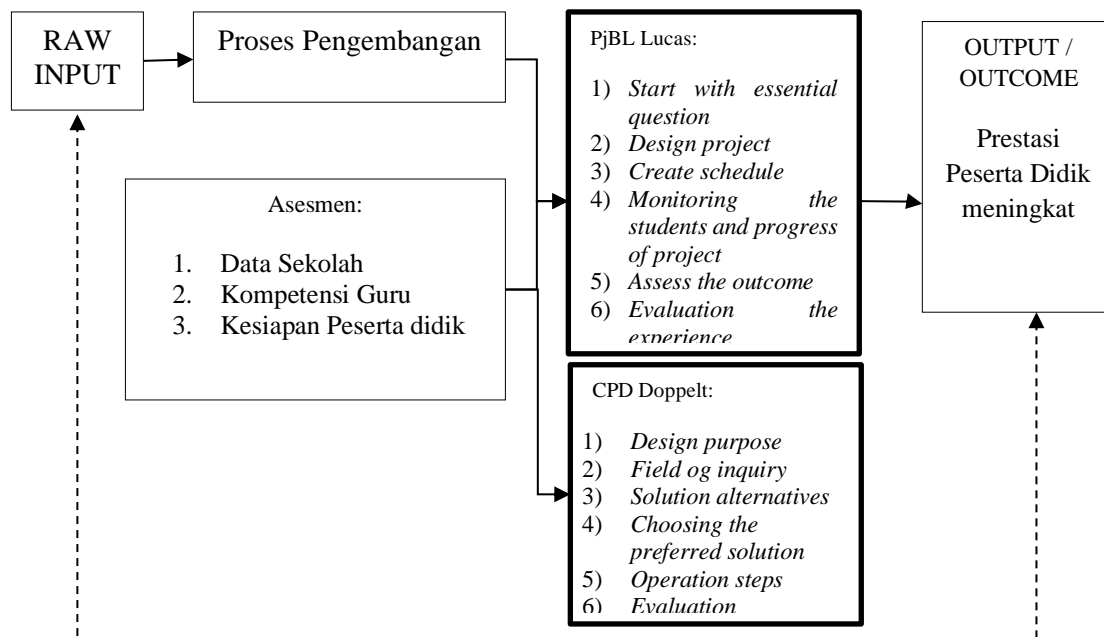 RAW
INPUT
Proses Pengembangan
Asesmen:
1. Data Sekolah
2. Kompetensi Guru
3. Kesiapan Peserta didik
PjBL Lucas:
1) Start with essential
question
2) Design project
3) Create schedule
4) Monitoring the
students and progress
of project
5) Assess the outcome
6) Evaluation the
experience
CPD Doppelt:
1) Design purpose
2) Field og inquiry
3) Solution alternatives
4) Choosing the
preferred solution
5) Operation steps
6) Evaluation
OUTPUT /
OUTCOME
Prestasi
Peserta Didik
meningkat